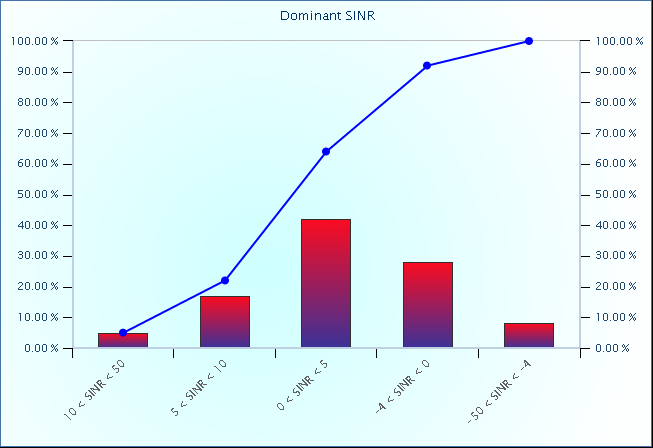 Dominant SINR
100.00 % 100.00 %
90.00 % 90.00 %
80.00 % 80.00 %
70.00 % 70.00 %
60.00 % 60.00 %
50.00 % 50.00 %
40.00 % 40.00 %
30.00 % 30.00 %
20.00 % 20.00 %
10.00 % 10.00 %
0.00 % 0.00 %
10 < SINR < 50
5 < SINR < 10
0 < SINR < 5
-4 < SINR < 0
-50 < SINR < -4